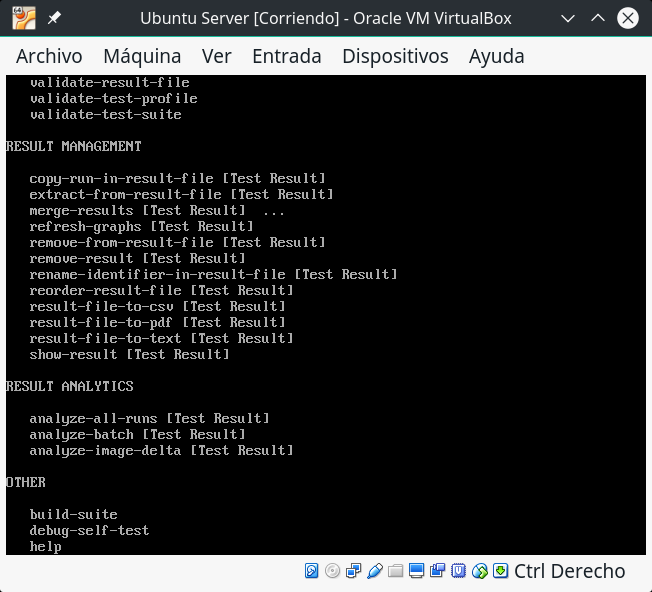 Ubuntu Server [Corriendo] - Oracle VM VirtualBox
Archivo Máquina Ver Entrada Dispositivos Ayuda
validate-result-file
validate-test-profile
validate-test-suite
RESULT MANAGEMENT
copy-run-in-result-file [Test Result]
extract-from-result-file [Test Result]
merge-results [Test Result]  ...
refresh-graphs [Test Result]
remove-from-result-file [Test Result]
remove-result [Test Result]
rename-identifier-in-result-file [Test Result]
reorder-result-file [Test Result]
result-file-to-csv [Test Result]
result-file-to-pdf [Test Result]
result-file-to-text [Test Result]
show-result [Test Result]
RESULT ANALYTICS
analyze-all-runs [Test Result]
analyze-batch [Test Result]
analyze-image-delta [Test Result]
OTHER
build-suite
debug-self-test
help
Ctrl Derecho